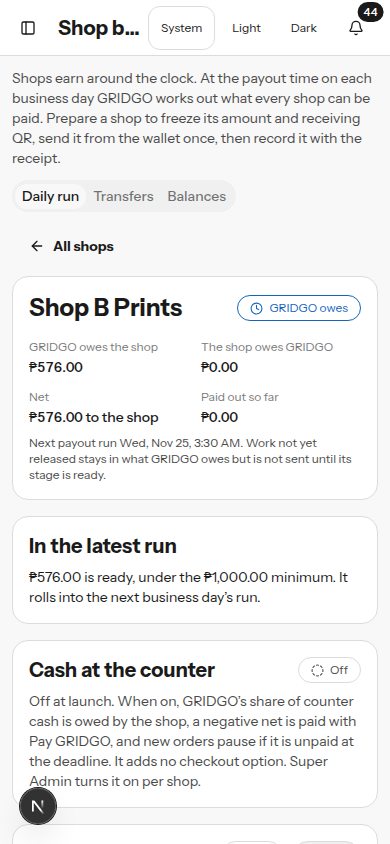 Shop b...
System
Light
Dark
44
Shops earn around the clock. At the payout time on each
business day GRIDGO works out what every shop can be
paid. Prepare a shop to freeze its amount and receiving
QR, send it from the wallet once, then record it with the
receipt.
Daily run
Transfers
Balances
All shops
Shop B Prints
GRIDGO owes
GRIDGO owes the shop
The shop owes GRIDGO
₱576.00
₱0.00
Net
Paid out so far
₱576.00 to the shop
₱0.00
Next payout run Wed, Nov 25, 3:30 AM. Work not yet
released stays in what GRIDGO owes but is not sent until its
stage is ready.
In the latest run
₱576.00 is ready, under the ₱1,000.00 minimum. It
rolls into the next business day's run.
Cash at the counter
Off
Off at launch. When on, GRIDGO's share of counter
cash is owed by the shop, a negative net is paid with
Pay GRIDGO, and new orders pause if it is unpaid at
the deadline. It adds no checkout option. Super
Admin turns it on per shop.
N